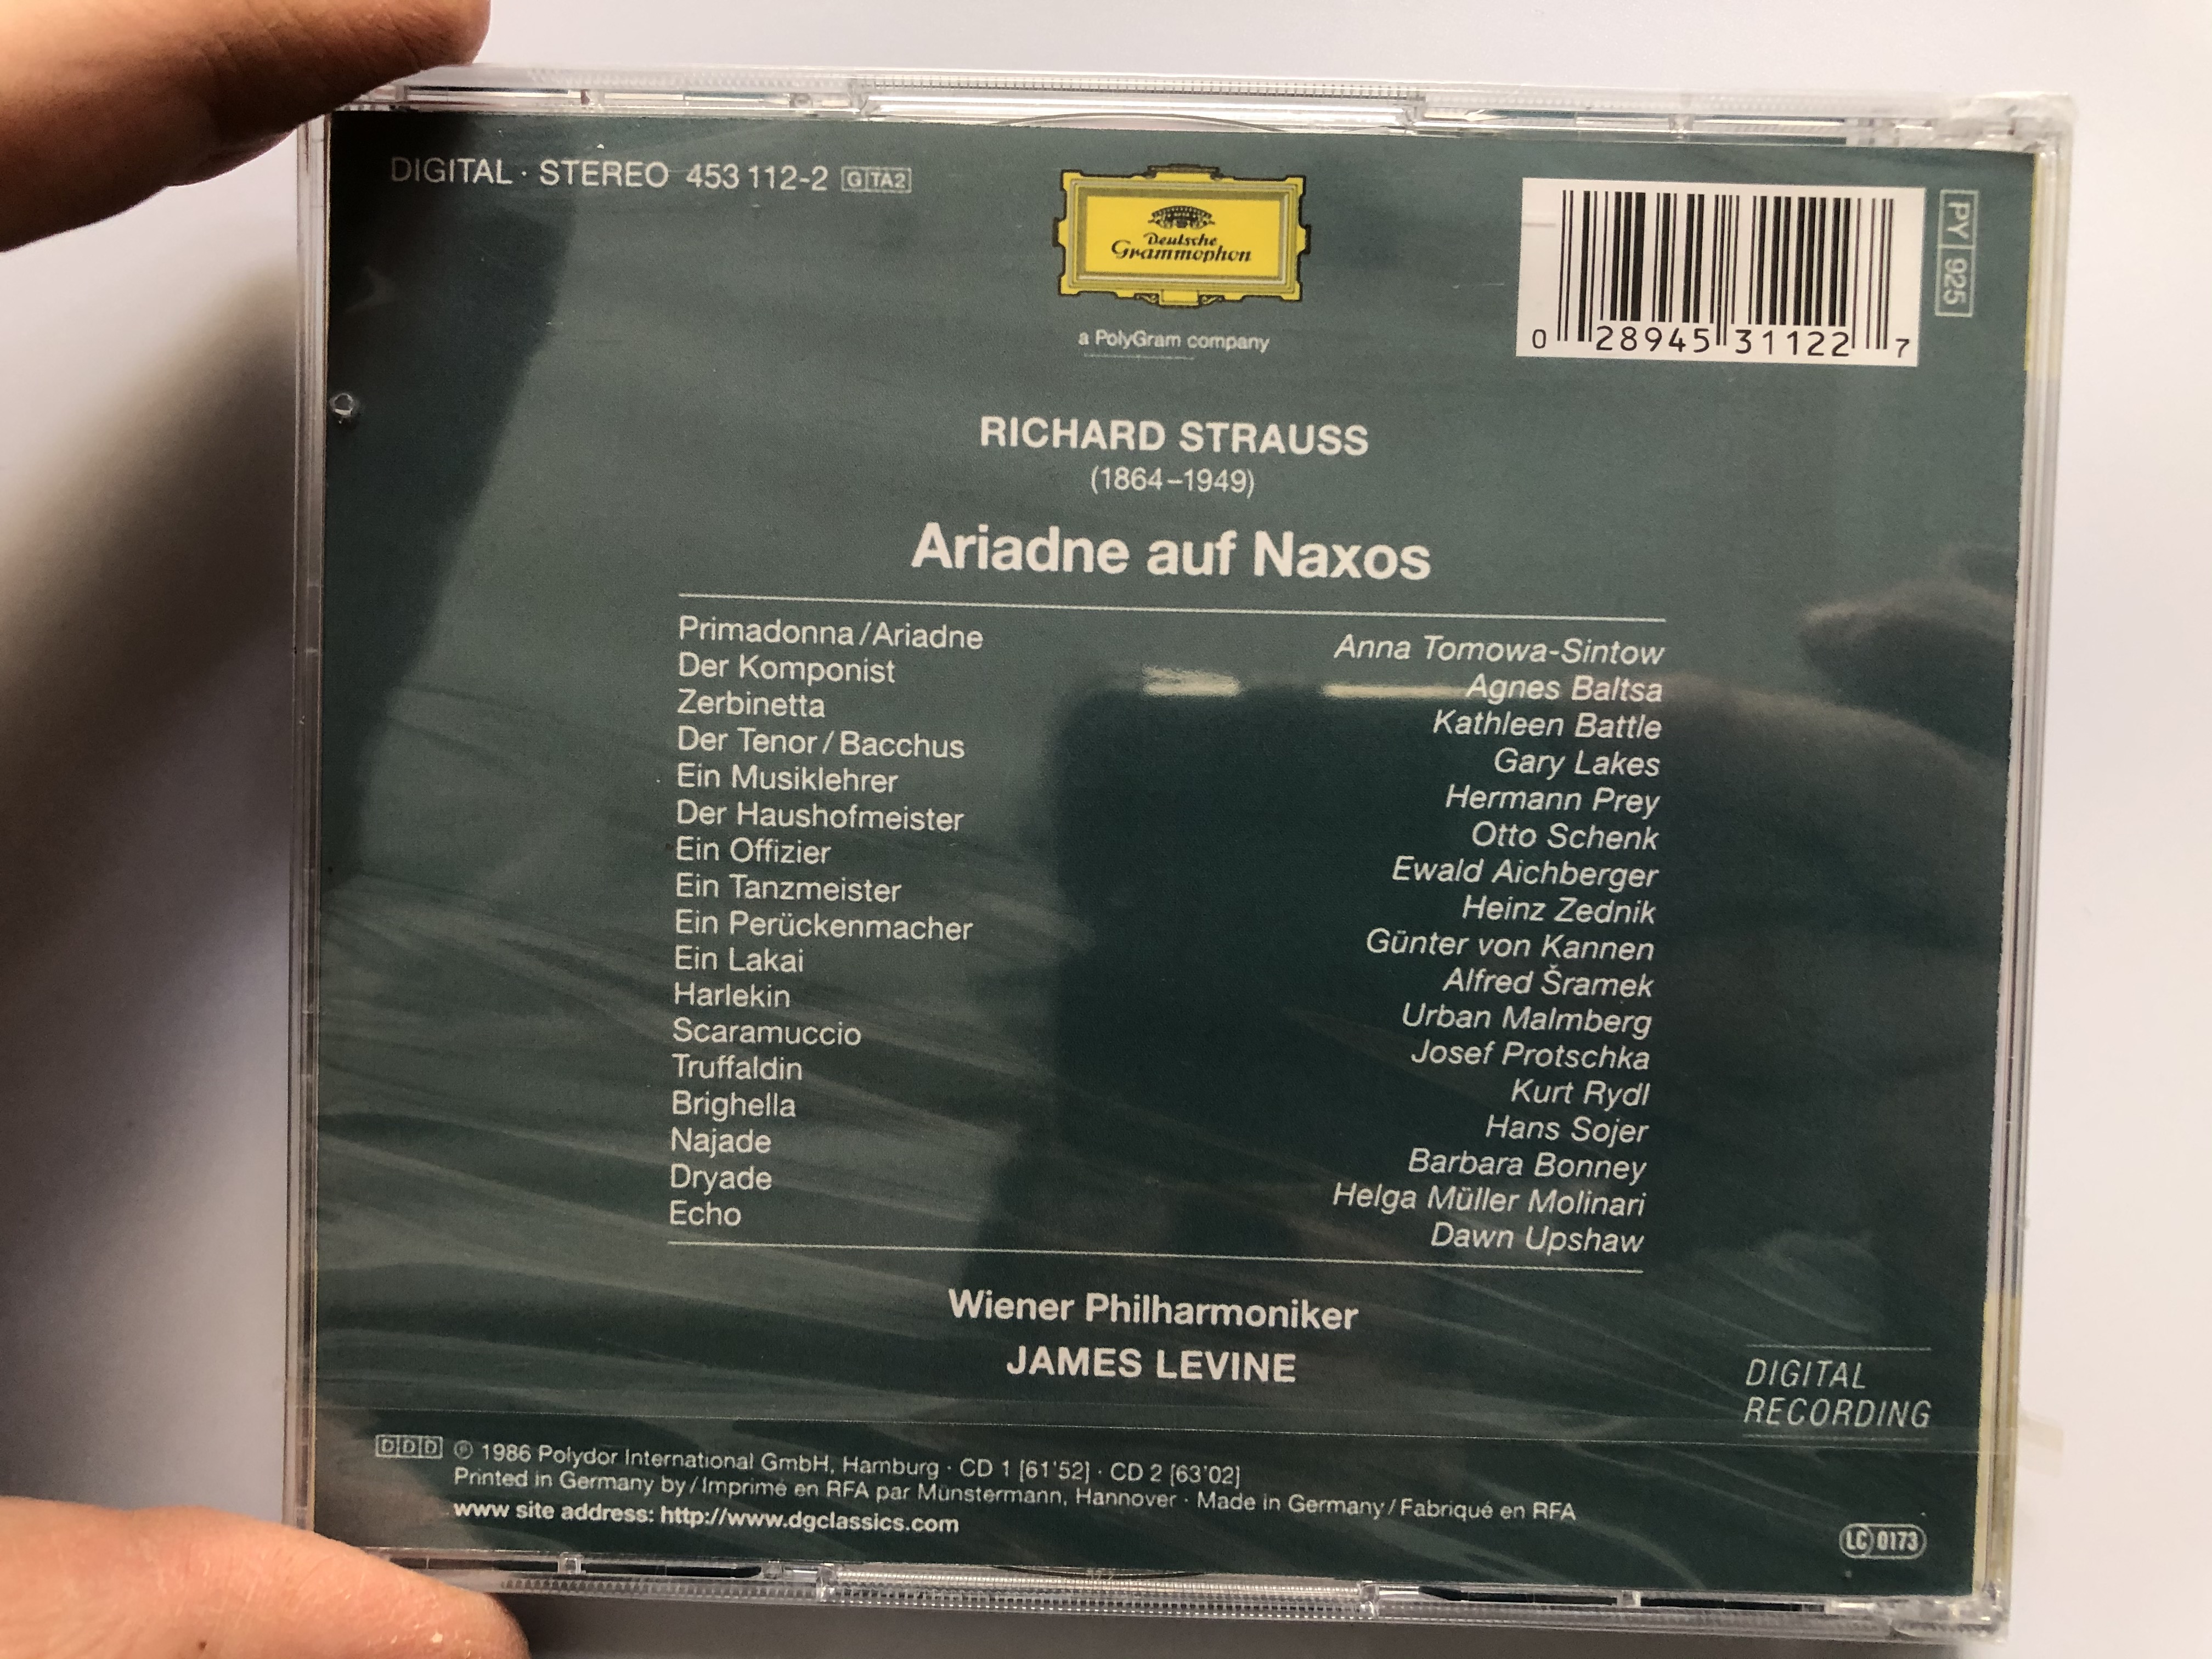 DIGITAL · STEREO 453 112-2 G TA2
Deutsche
Grammophon
a PolyGram company
0 28945 31122 7
PY 925
RICHARD STRAUSS
(1864–1949)
Ariadne auf Naxos
Primadonna/Ariadne Anna Tomowa-Sintow
Der Komponist Agnes Baltsa
Zerbinetta Kathleen Battle
Der Tenor/Bacchus Gary Lakes
Ein Musiklehrer Hermann Prey
Der Haushofmeister Otto Schenk
Ein Offizier Ewald Aichberger
Ein Tanzmeister Heinz Zednik
Ein Perückenmacher Günter von Kannen
Ein Lakai Alfred Šramek
Harlekin Urban Malmberg
Scaramuccio Josef Protschka
Truffaldin Kurt Rydl
Brighella Hans Sojer
Najade Barbara Bonney
Dryade Helga Müller Molinari
Echo Dawn Upshaw
Wiener Philharmoniker
JAMES LEVINE
DIGITAL
RECORDING
DDD ℗ 1986 Polydor International GmbH, Hamburg · CD 1 [61'52] · CD 2 [63'02]
Printed in Germany by/Imprimé en RFA par Münstermann, Hannover · Made in Germany/Fabriqué en RFA
www site address: http://www.dgclassics.com
LC 0173